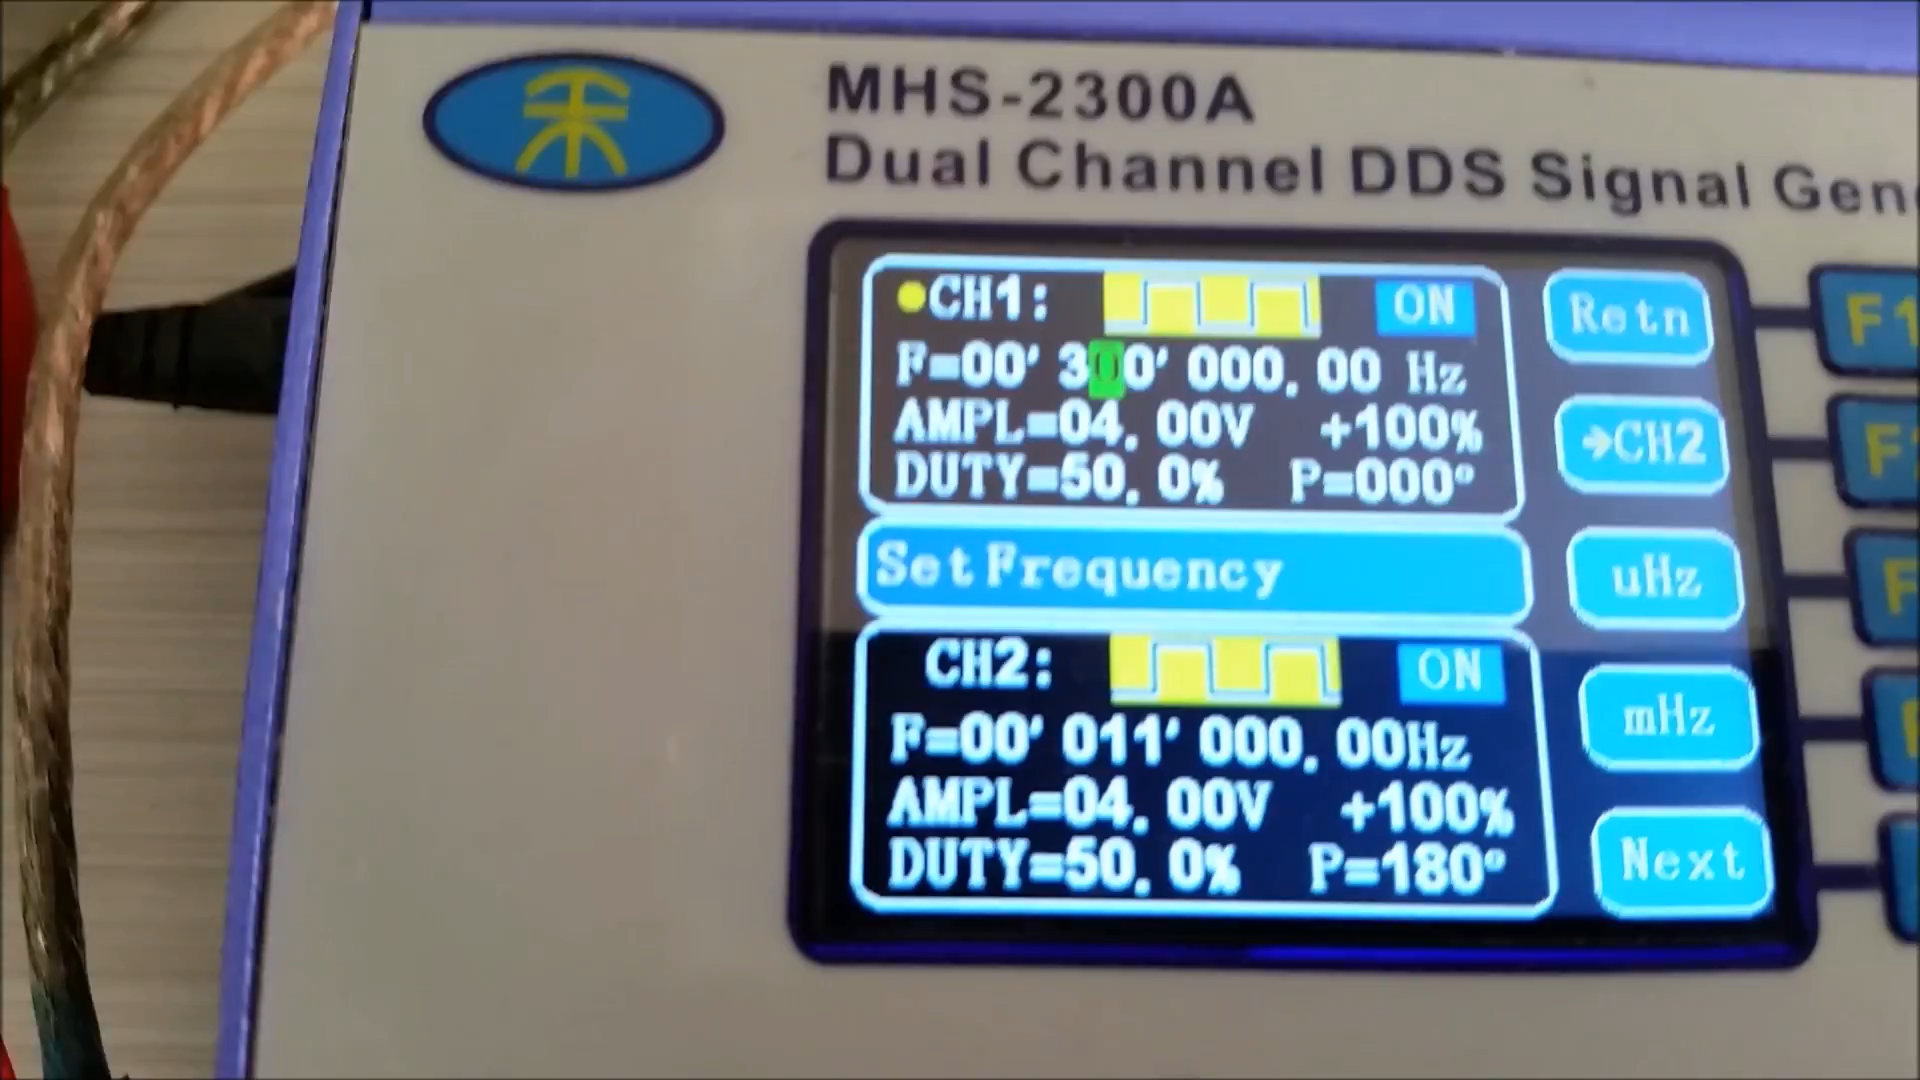 MHS-2300A
Dual Channel DDS Signal Gen
CH1: ON
F=00' 300' 000. 00 Hz
AMPL=04. 00V +100%
DUTY=50. 0% P=000°
Set Frequency
CH2: ON
F=00' 011' 000. 00Hz
AMPL=04. 00V +100%
DUTY=50. 0% P=180°
Retn
→CH2
uHz
mHz
Next
F1
F
F